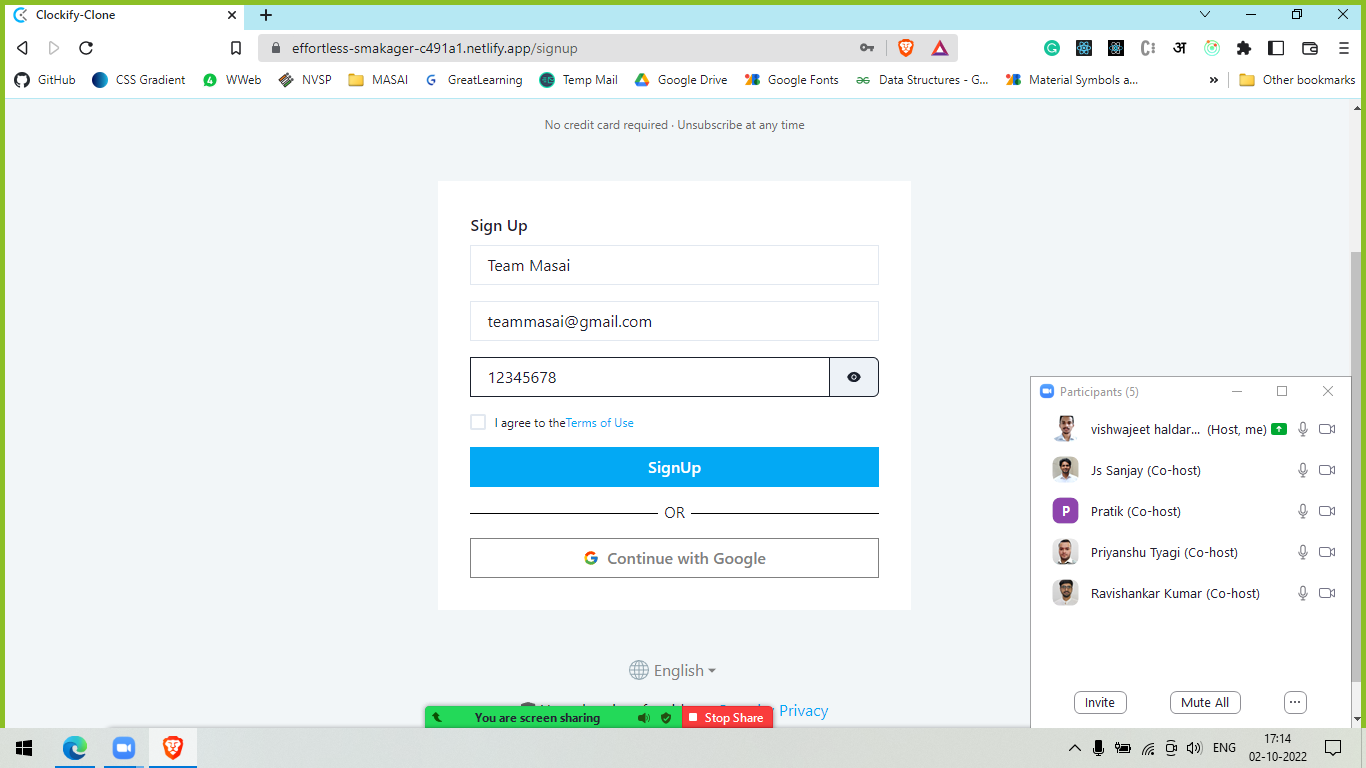 Clockify-Clone
effortless-smakager-c491a1.netlify.app/signup
अ
GitHub
CSS Gradient
4
WWeb
NVSP
MASAI
G
GreatLearning
Temp Mail
Google Drive
Google Fonts
Data Structures - G...
Material Symbols a...
»
Other bookmarks
No credit card required · Unsubscribe at any time
Sign Up
Team Masai
teammasai@gmail.com
12345678
I agree to theTerms of Use
SignUp
OR
Continue with Google
English
Privacy
Participants (5)
vishwajeet haldar... (Host, me)
Js Sanjay (Co-host)
P
Pratik (Co-host)
Priyanshu Tyagi (Co-host)
Ravishankar Kumar (Co-host)
Invite
Mute All
...
You are screen sharing
Stop Share
ENG
17:14
02-10-2022